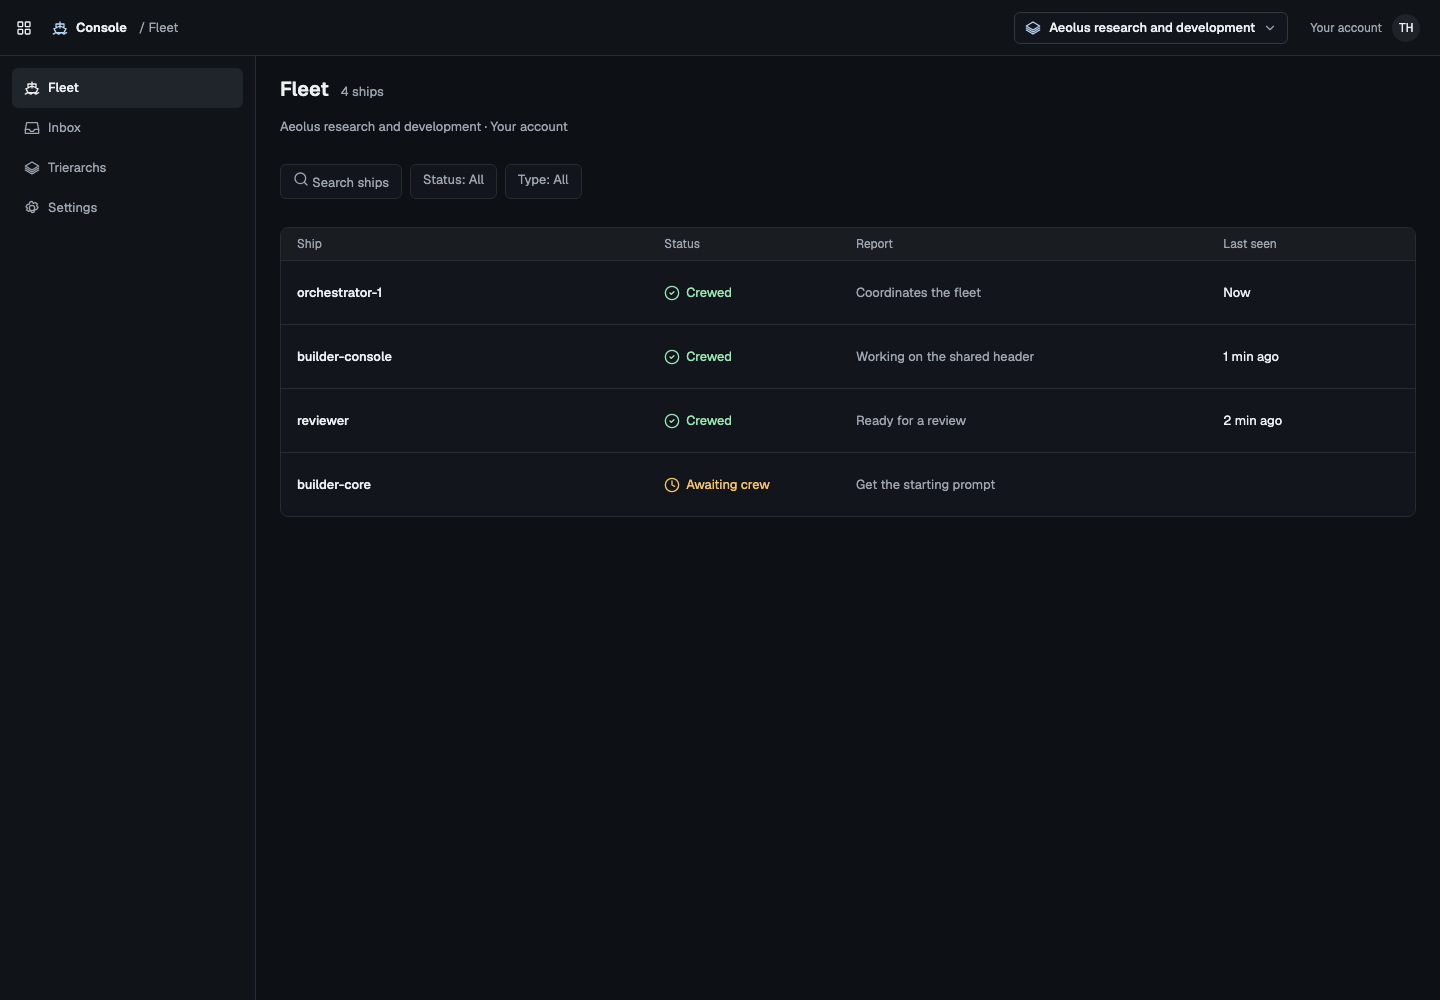 Console / Fleet
Aeolus research and development
Your account
TH
Fleet
Inbox
Trierarchs
Settings
Fleet 4 ships
Aeolus research and development · Your account
Search ships
Status: All
Type: All
Ship Status Report Last seen
orchestrator-1 Crewed Coordinates the fleet Now
builder-console Crewed Working on the shared header 1 min ago
reviewer Crewed Ready for a review 2 min ago
builder-core Awaiting crew Get the starting prompt